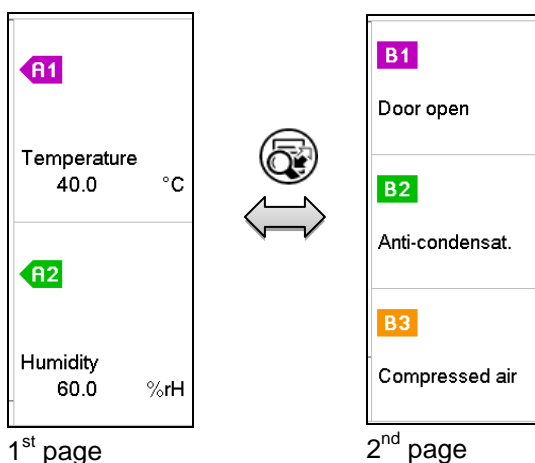 A1
Temperature
40.0 °C
A2
Humidity
60.0 %rH
1st page
B1
Door open
B2
Anti-condensat.
B3
Compressed air
2nd page